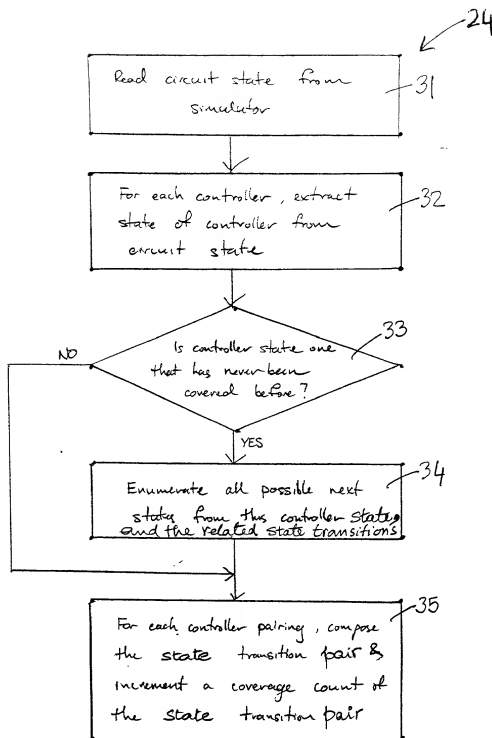 24
Read circuit state from
simulator
31
For each controller, extract
state of controller from
circuit state
32
Is controller state one
that has never been
covered before?
33
NO
YES
Enumerate all possible next
states from this controller state,
and the related state transitions
34
For each controller pairing, compose
the state transition pair &
increment a coverage count of
the state transition pair
35